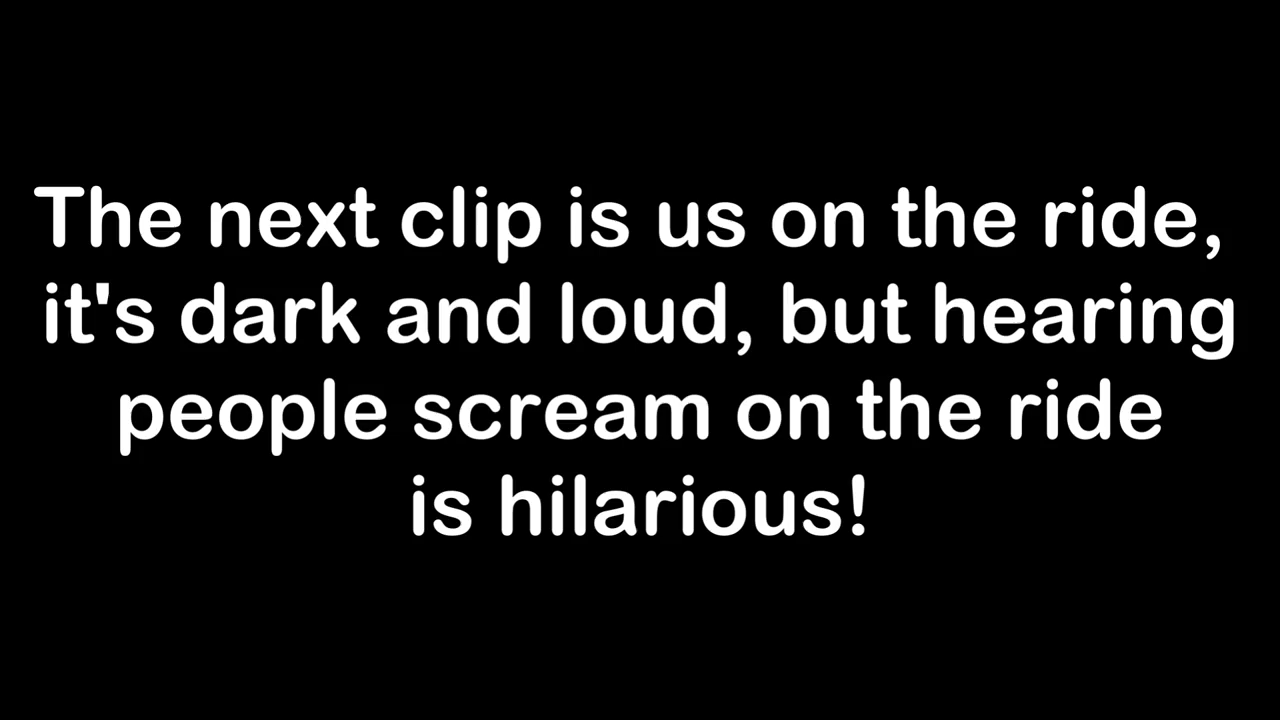 The next clip is us on the ride,
it's dark and loud, but hearing
people scream on the ride
is hilarious!